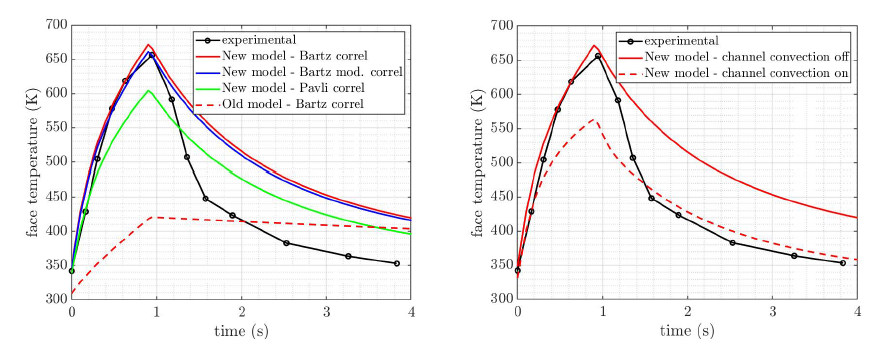 700
650
600
550
500
450
400
350
300
0
1
2
3
4
face temperature (K)
time (s)
experimental
New model - Bartz correl
New model - Bartz mod. correl
New model - Pavli correl
Old model - Bartz correl
700
650
600
550
500
450
400
350
300
0
1
2
3
4
face temperature (K)
time (s)
experimental
New model - channel convection off
New model - channel convection on